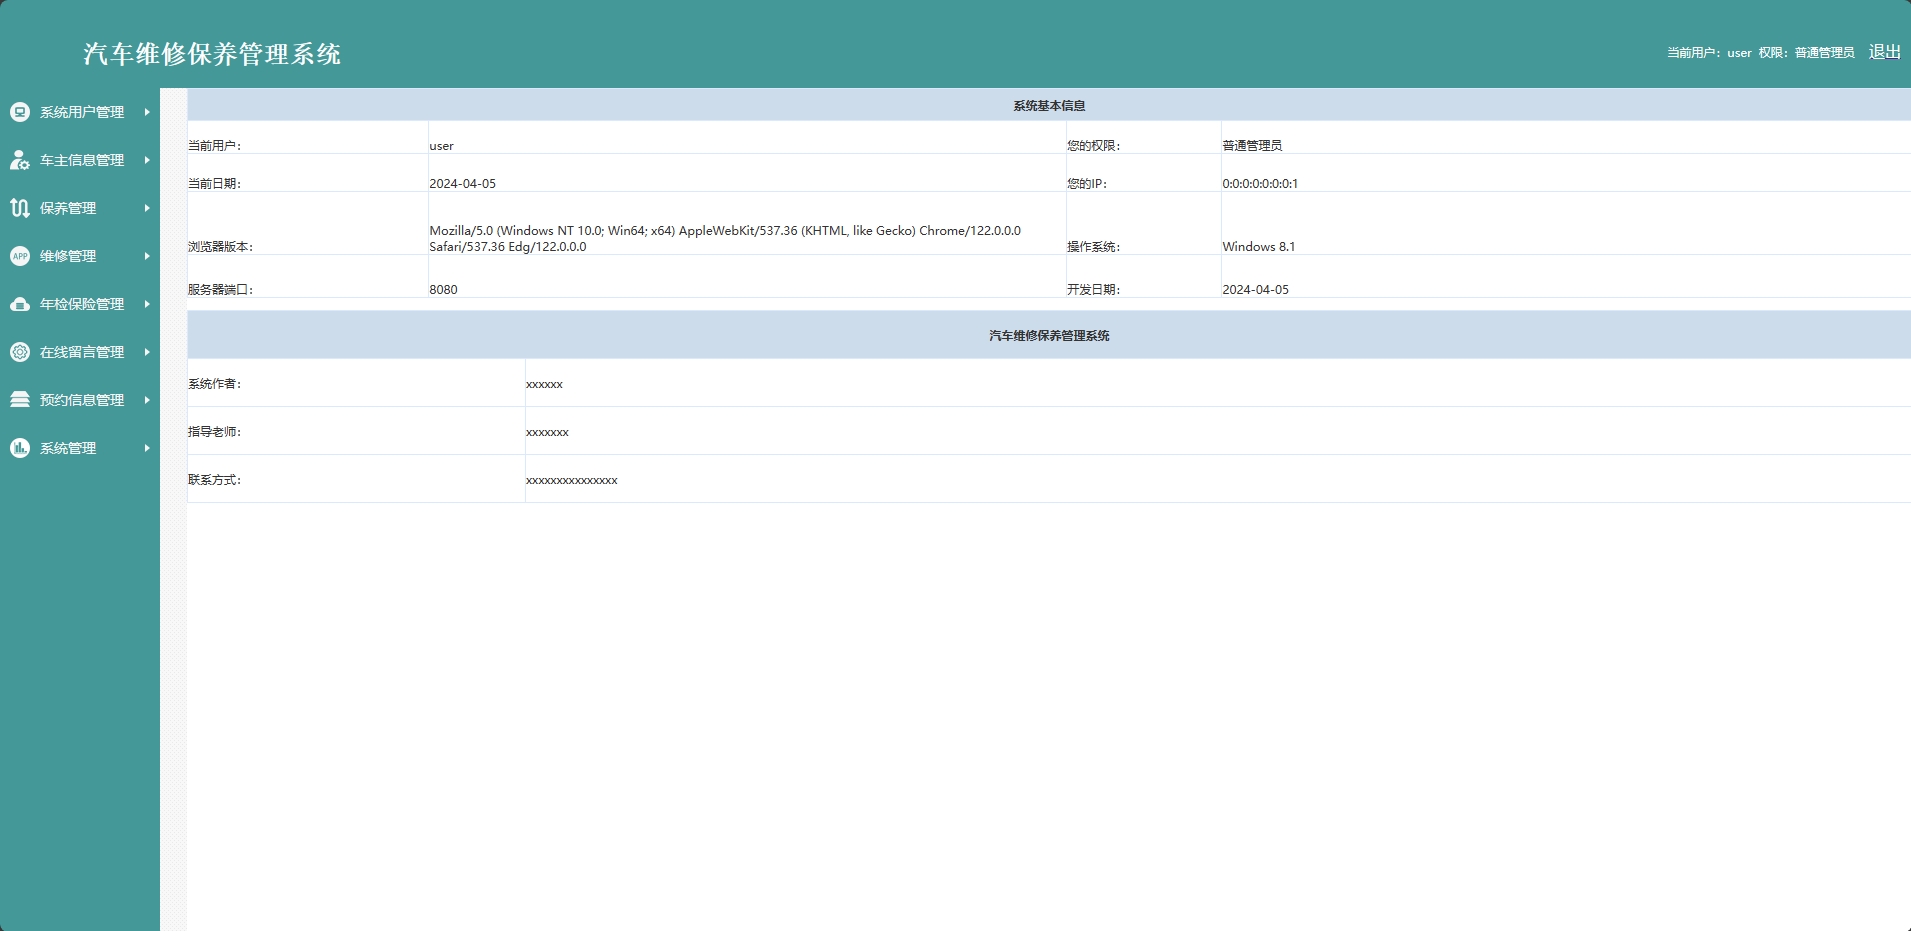 汽车维修保养管理系统
当前用户：user 权限：普通管理员 退出
系统用户管理
车主信息管理
保养管理
APP 维修管理
年检保险管理
在线留言管理
预约信息管理
系统管理
系统基本信息
当前用户： user 您的权限： 普通管理员
当前日期： 2024-04-05 您的IP： 0:0:0:0:0:0:0:1
浏览器版本： Mozilla/5.0 (Windows NT 10.0; Win64; x64) AppleWebKit/537.36 (KHTML, like Gecko) Chrome/122.0.0.0
Safari/537.36 Edg/122.0.0.0 操作系统： Windows 8.1
服务器端口： 8080 开发日期： 2024-04-05
汽车维修保养管理系统
系统作者： xxxxxx
指导老师： xxxxxxx
联系方式： xxxxxxxxxxxxxxx